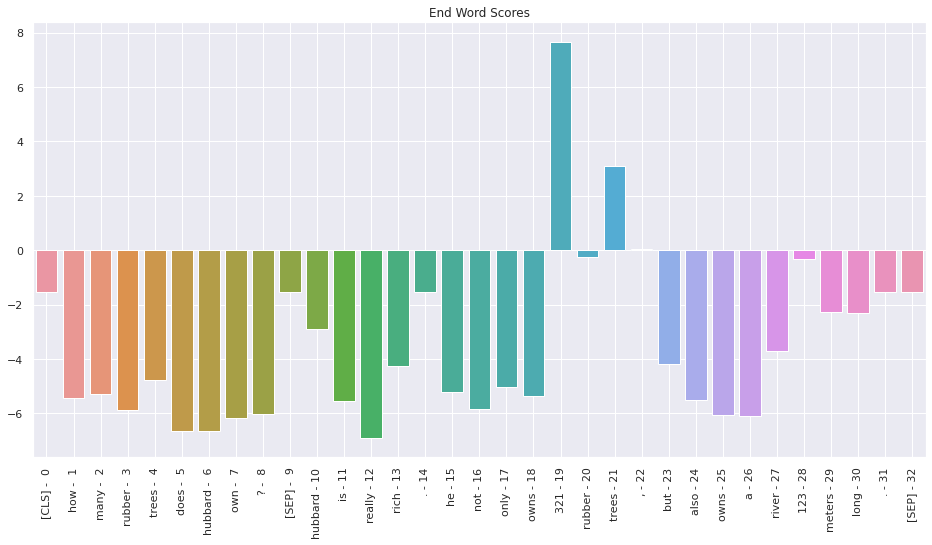 End Word Scores
8
6
4
2
0
−2
−4
−6
[CLS] - 0
how - 1
many - 2
rubber - 3
trees - 4
does - 5
hubbard - 6
own - 7
? - 8
[SEP] - 9
hubbard - 10
is - 11
really - 12
rich - 13
. - 14
he - 15
not - 16
only - 17
owns - 18
321 - 19
rubber - 20
trees - 21
, - 22
but - 23
also - 24
owns - 25
a - 26
river - 27
123 - 28
meters - 29
long - 30
. - 31
[SEP] - 32